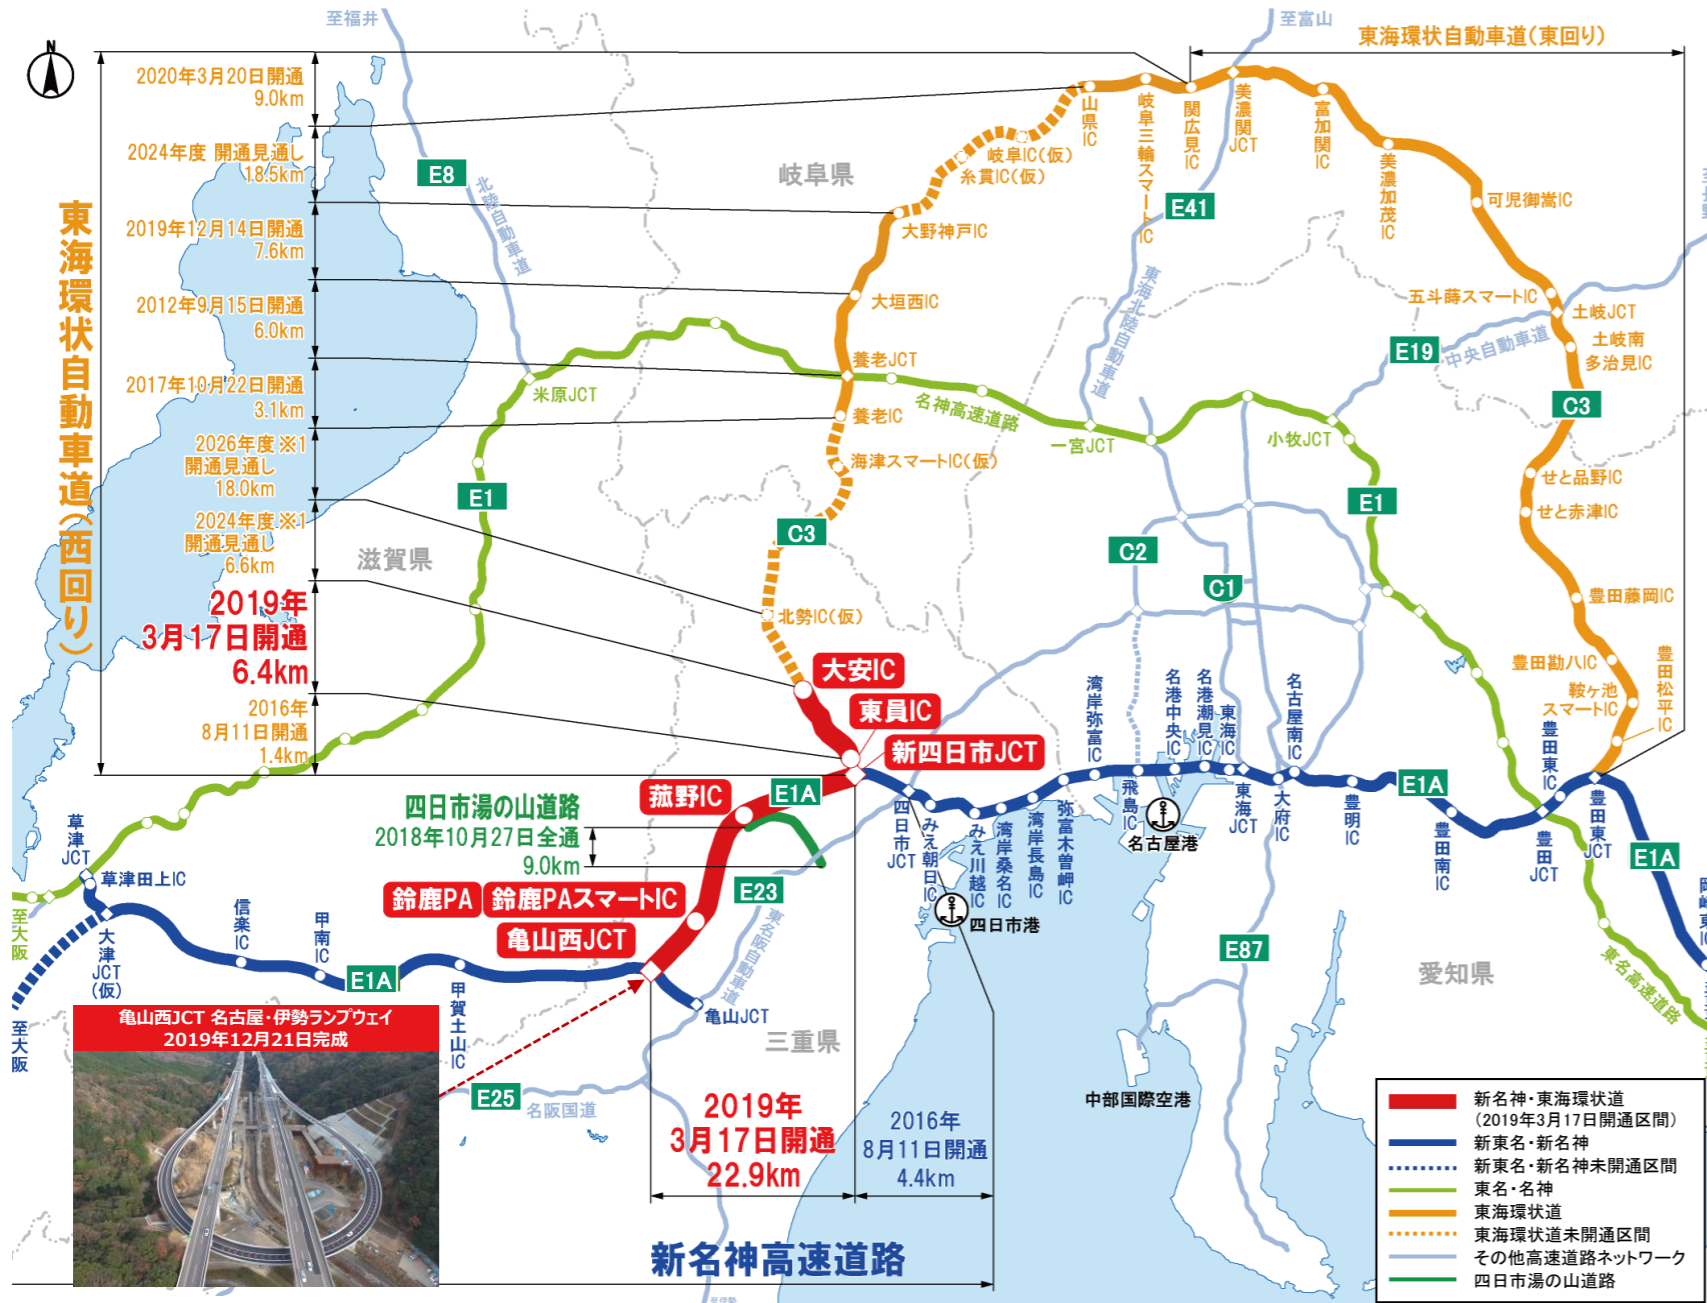 至福井
至富山
東海環状自動車道(東回り)
N
2020年3月20日開通
9.0km
2024年度 開通見通し
18.5km
2019年12月14日開通
7.6km
2012年9月15日開通
6.0km
2017年10月22日開通
3.1km
2026年度 ※1
開通見通し
18.0km
2024年度 ※1
開通見通し
6.6km
2019年
3月17日開通
6.4km
2016年
8月11日開通
1.4km
東海環状自動車道(西回り)
E8
北陸自動車道
岐阜県
山県IC
岐阜三輪スマートIC
関広見IC
美濃関JCT
富加関IC
美濃加茂IC
可児御嵩IC
岐阜IC(仮)
糸貫IC(仮)
大野神戸IC
大垣西IC
E41
東海北陸自動車道
五斗蒔スマートIC
土岐JCT
土岐南
多治見IC
E19
中央自動車道
C3
養老JCT
米原JCT
名神高速道路
養老IC
一宮JCT
小牧JCT
海津スマートIC(仮)
せと品野IC
せと赤津IC
E1
E1
C3
C2
C1
滋賀県
北勢IC(仮)
豊田藤岡IC
豊田勘八IC
鞍ヶ池
スマートIC
豊田松平IC
大安IC
東員IC
新四日市JCT
菰野IC
E1A
四日市湯の山道路
2018年10月27日全通
9.0km
鈴鹿PA
鈴鹿PAスマートIC
亀山西JCT
四日市JCT
みえ朝日IC
みえ川越IC
湾岸桑名IC
湾岸長島IC
弥富木曽岬IC
湾岸弥富IC
飛島IC
名港中央IC
名港潮見IC
東海IC
東海JCT
大府IC
名古屋南IC
豊明IC
E1A
豊田南IC
豊田東IC
豊田JCT
豊田東JCT
E1A
名古屋港
四日市港
E23
東名阪自動車道
草津JCT
草津田上IC
至大阪
大津JCT(仮)
至大阪
信楽IC
甲南IC
E1A
甲賀土山IC
亀山JCT
三重県
愛知県
E87
東名高速道路
中部国際空港
亀山西JCT 名古屋・伊勢ランプウェイ
2019年12月21日完成
E25
名阪国道
2019年
3月17日開通
22.9km
2016年
8月11日開通
4.4km
新名神高速道路
新名神・東海環状道
(2019年3月17日開通区間)
新東名・新名神
新東名・新名神未開通区間
東名・名神
東海環状道
東海環状道未開通区間
その他高速道路ネットワーク
四日市湯の山道路